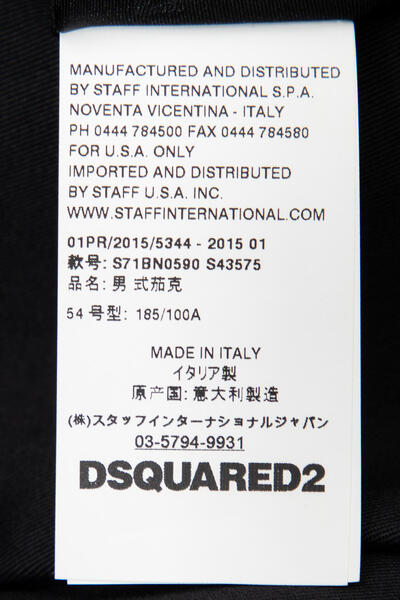 MANUFACTURED AND DISTRIBUTED
BY STAFF INTERNATIONAL S.P.A.
NOVENTA VICENTINA - ITALY
PH 0444 784500 FAX 0444 784580
FOR U.S.A. ONLY
IMPORTED AND DISTRIBUTED
BY STAFF U.S.A. INC.
WWW.STAFFINTERNATIONAL.COM
01PR/2015/5344 - 2015 01
款号: S71BN0590 S43575
品名: 男 式茄克
54 号型: 185/100A
MADE IN ITALY
イタリア製
原产国: 意大利製造
(株)スタッフインターナショナルジャパン
03-5794-9931
DSQUARED2